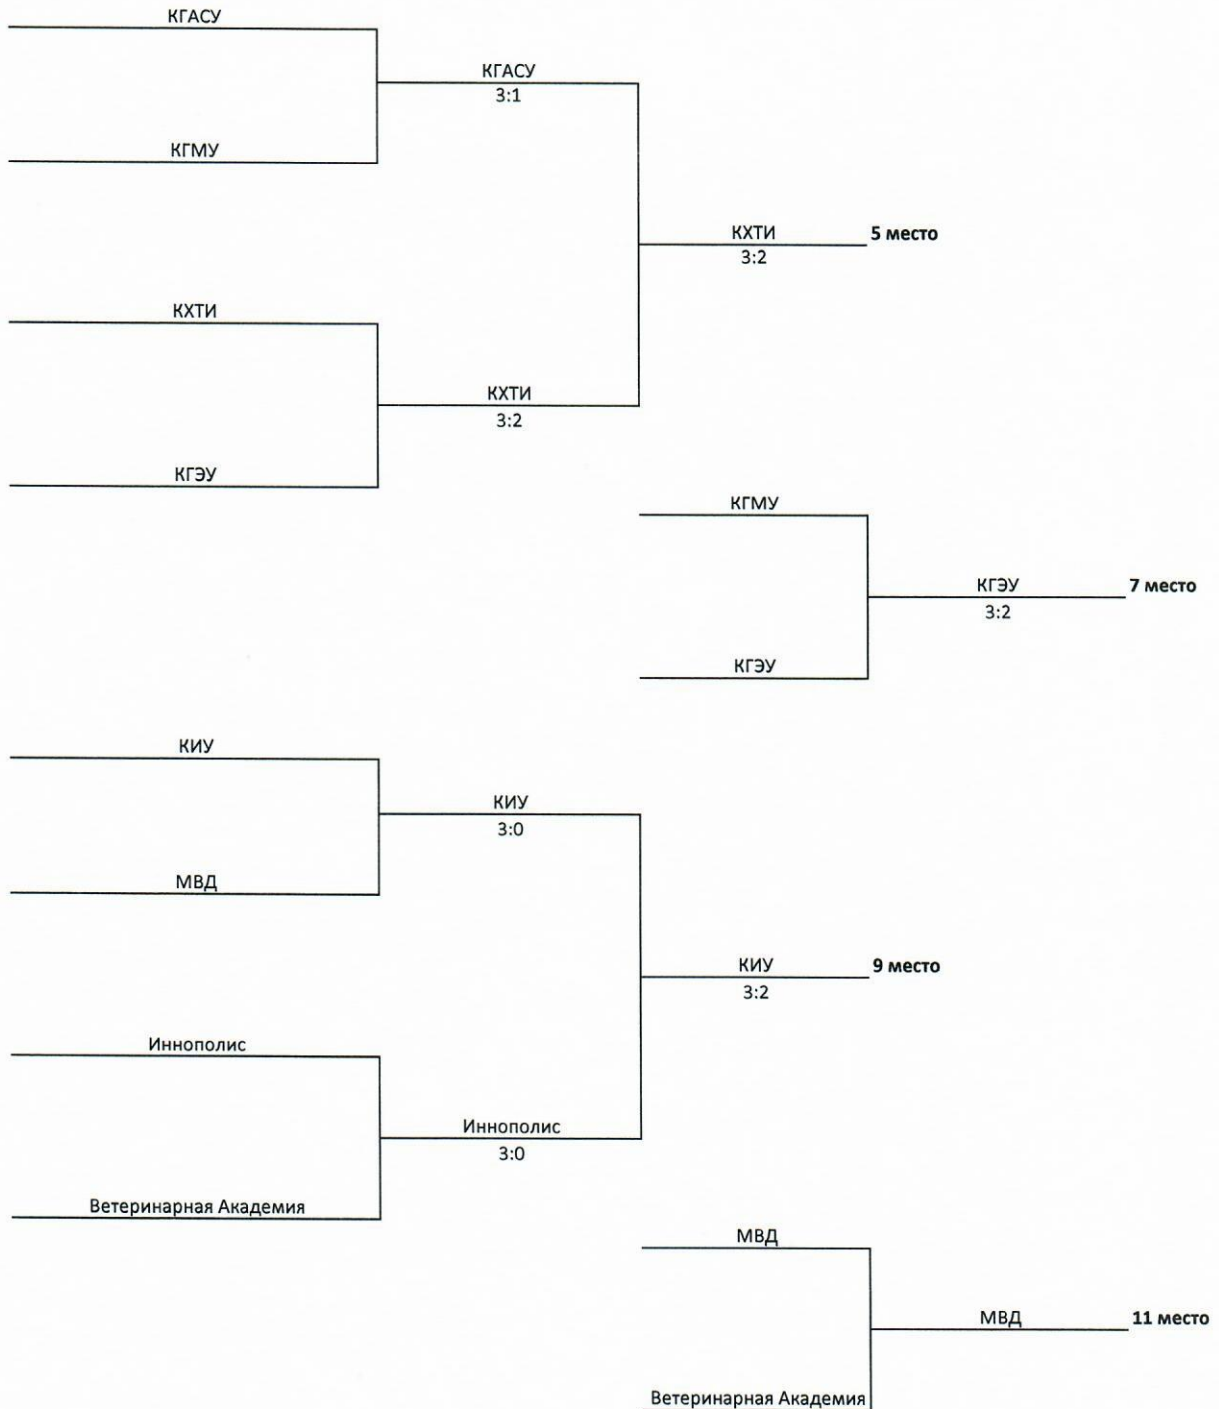 КГАСУ
КГАСУ
3:1
КГМУ
КХТИ
5 место
3:2
КХТИ
КХТИ
3:2
КГЭУ
КГМУ
КГЭУ
7 место
3:2
КГЭУ
КИУ
КИУ
3:0
МВД
КИУ
9 место
3:2
Иннополис
Иннополис
3:0
Ветеринарная Академия
МВД
МВД
11 место
Ветеринарная Академия